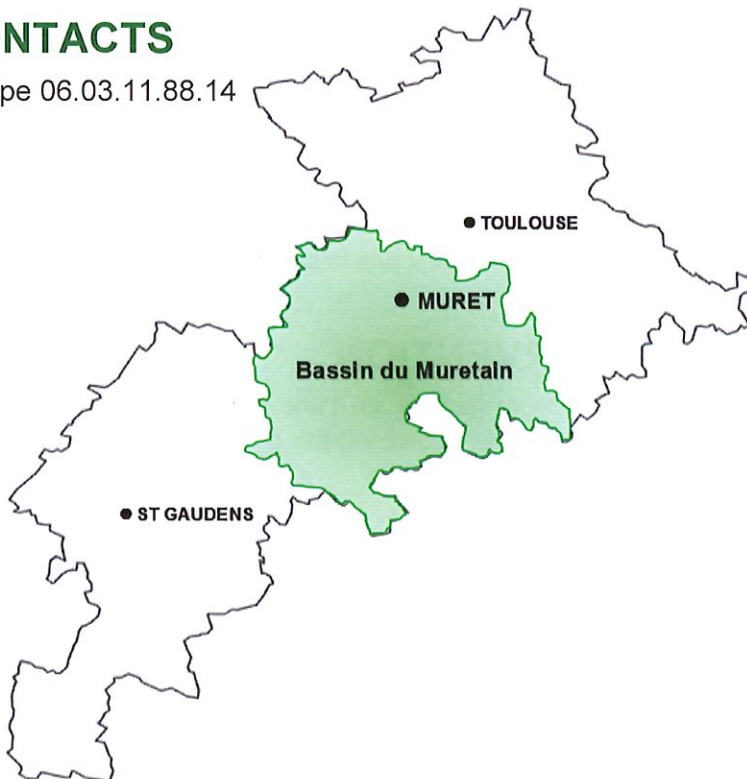 NTACTS
pe 06.03.11.88.14
TOULOUSE
MURET
Bassin du Muretain
ST GAUDENS